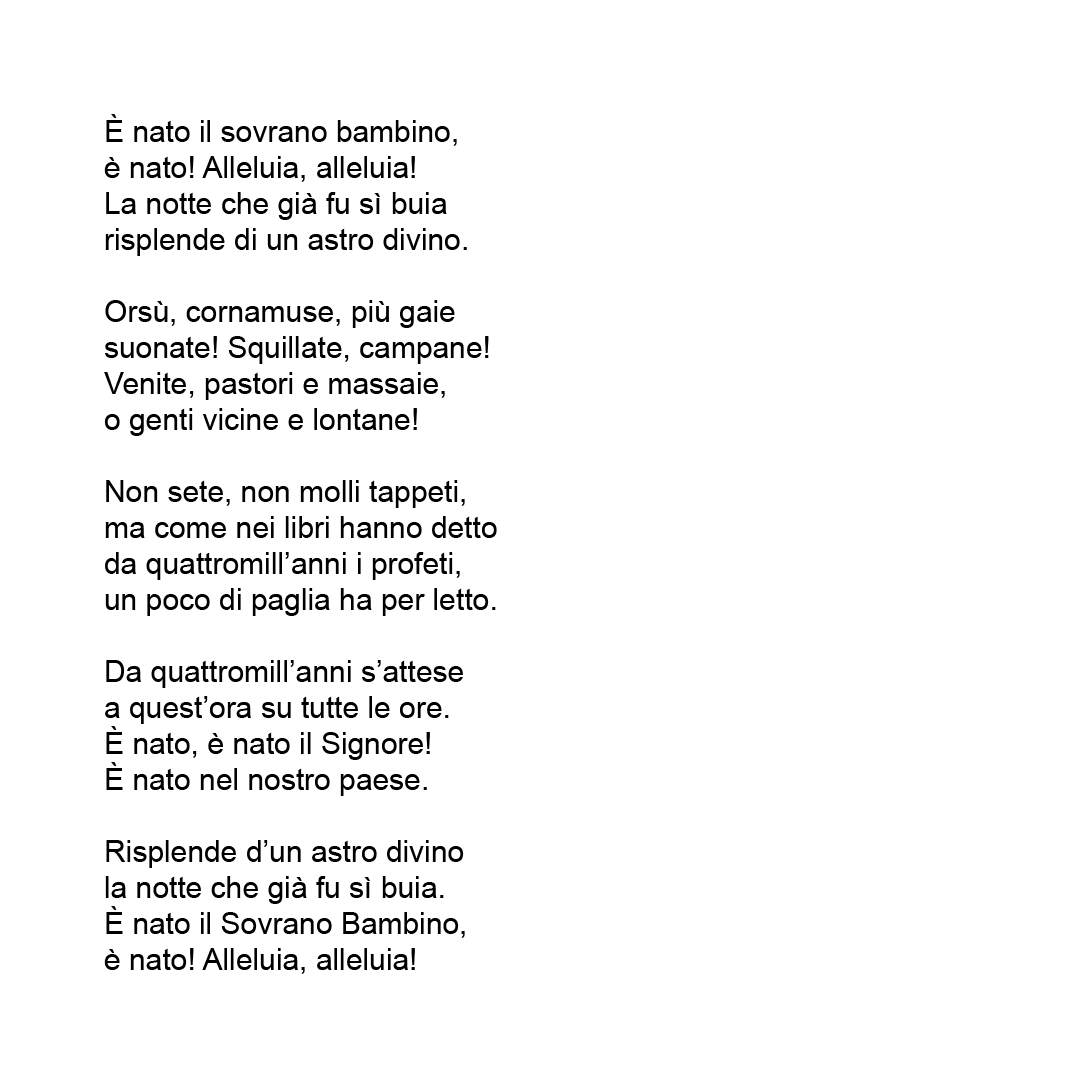 È nato il sovrano bambino,
è nato! Alleluia, alleluia!
La notte che già fu sì buia
risplende di un astro divino.

Orsù, cornamuse, più gaie
suonate! Squillate, campane!
Venite, pastori e massaie,
o genti vicine e lontane!

Non sete, non molli tappeti,
ma come nei libri hanno detto
da quattromill’anni i profeti,
un poco di paglia ha per letto.

Da quattromill’anni s’attese
a quest’ora su tutte le ore.
È nato, è nato il Signore!
È nato nel nostro paese.

Risplende d’un astro divino
la notte che già fu sì buia.
È nato il Sovrano Bambino,
è nato! Alleluia, alleluia!